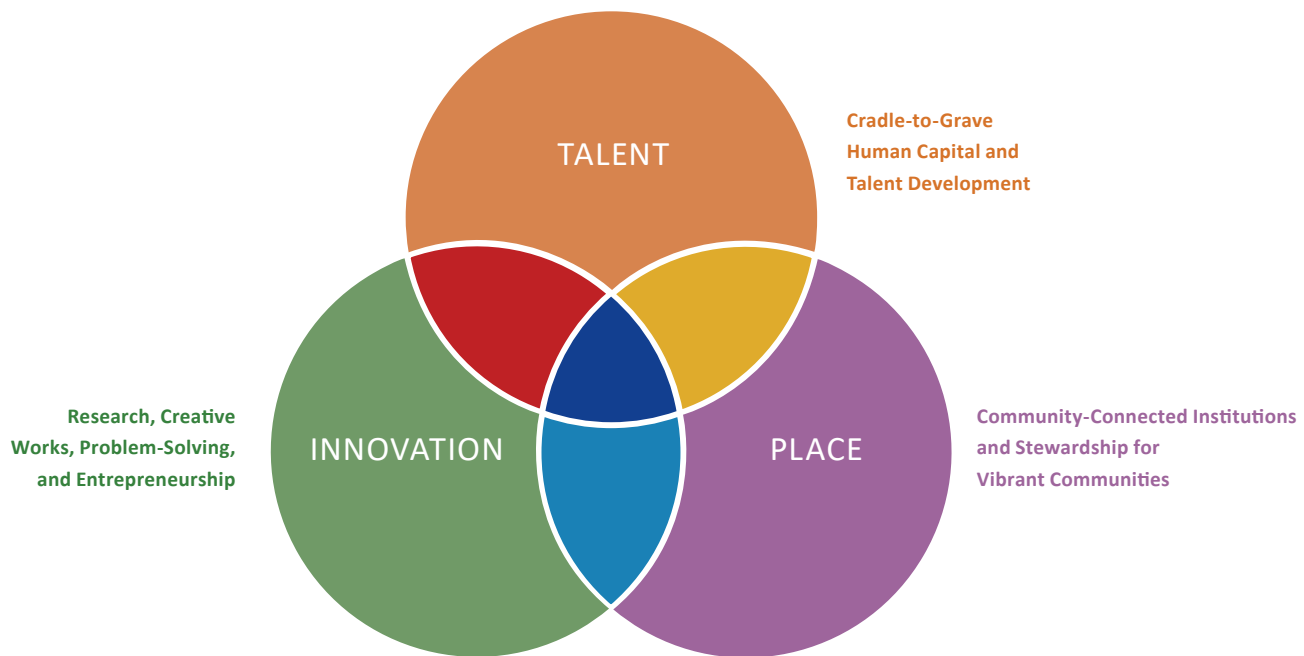 TALENT
Cradle-to-Grave
Human Capital and
Talent Development
Research, Creative
Works, Problem-Solving,
and Entrepreneurship
INNOVATION
PLACE
Community-Connected Institutions
and Stewardship for
Vibrant Communities